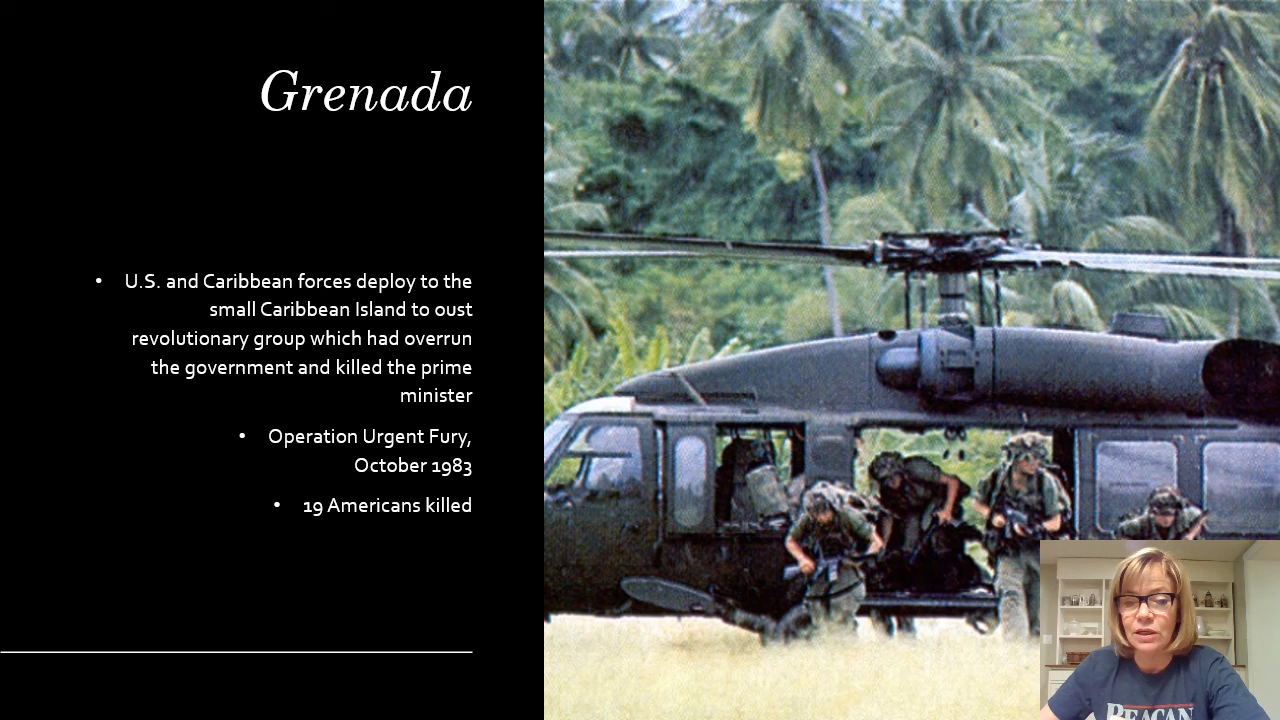 Grenada
• U.S. and Caribbean forces deploy to the
small Caribbean Island to oust
revolutionary group which had overrun
the government and killed the prime
minister
• Operation Urgent Fury,
October 1983
• 19 Americans killed
REAGAN